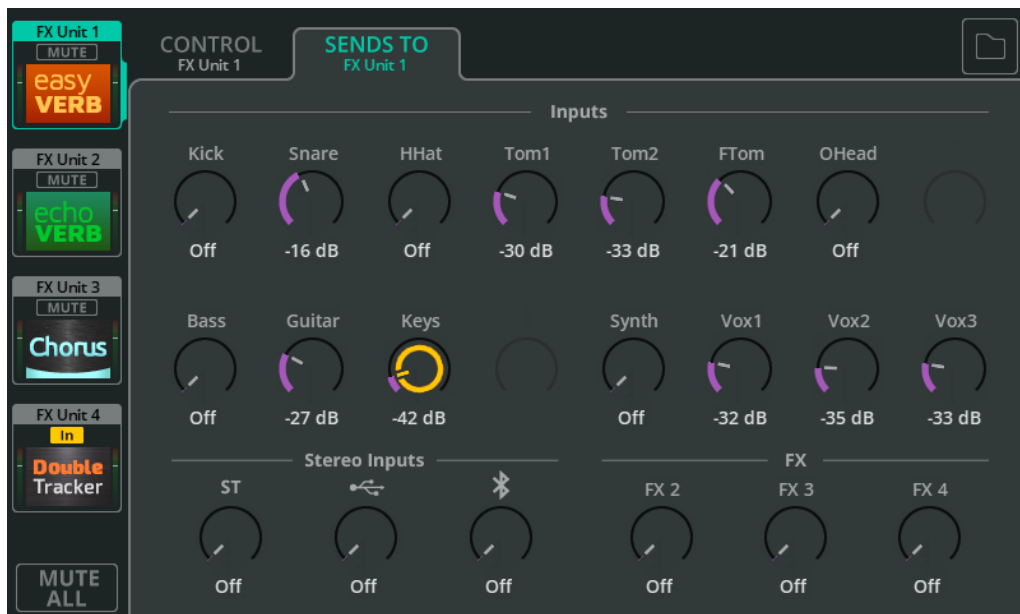 FX Unit 1
MUTE
easy
VERB
FX Unit 2
MUTE
echo
VERB
FX Unit 3
MUTE
Chorus
FX Unit 4
In
Double
Tracker
MUTE
ALL
CONTROL
FX Unit 1
SENDS TO
FX Unit 1
Inputs
Kick Snare HHat Tom1 Tom2 FTom OHead
Off -16 dB Off -30 dB -33 dB -21 dB Off
Bass Guitar Keys Synth Vox1 Vox2 Vox3
Off -27 dB -42 dB Off -32 dB -35 dB -33 dB
Stereo Inputs FX
ST FX 2 FX 3 FX 4
Off Off Off Off Off Off